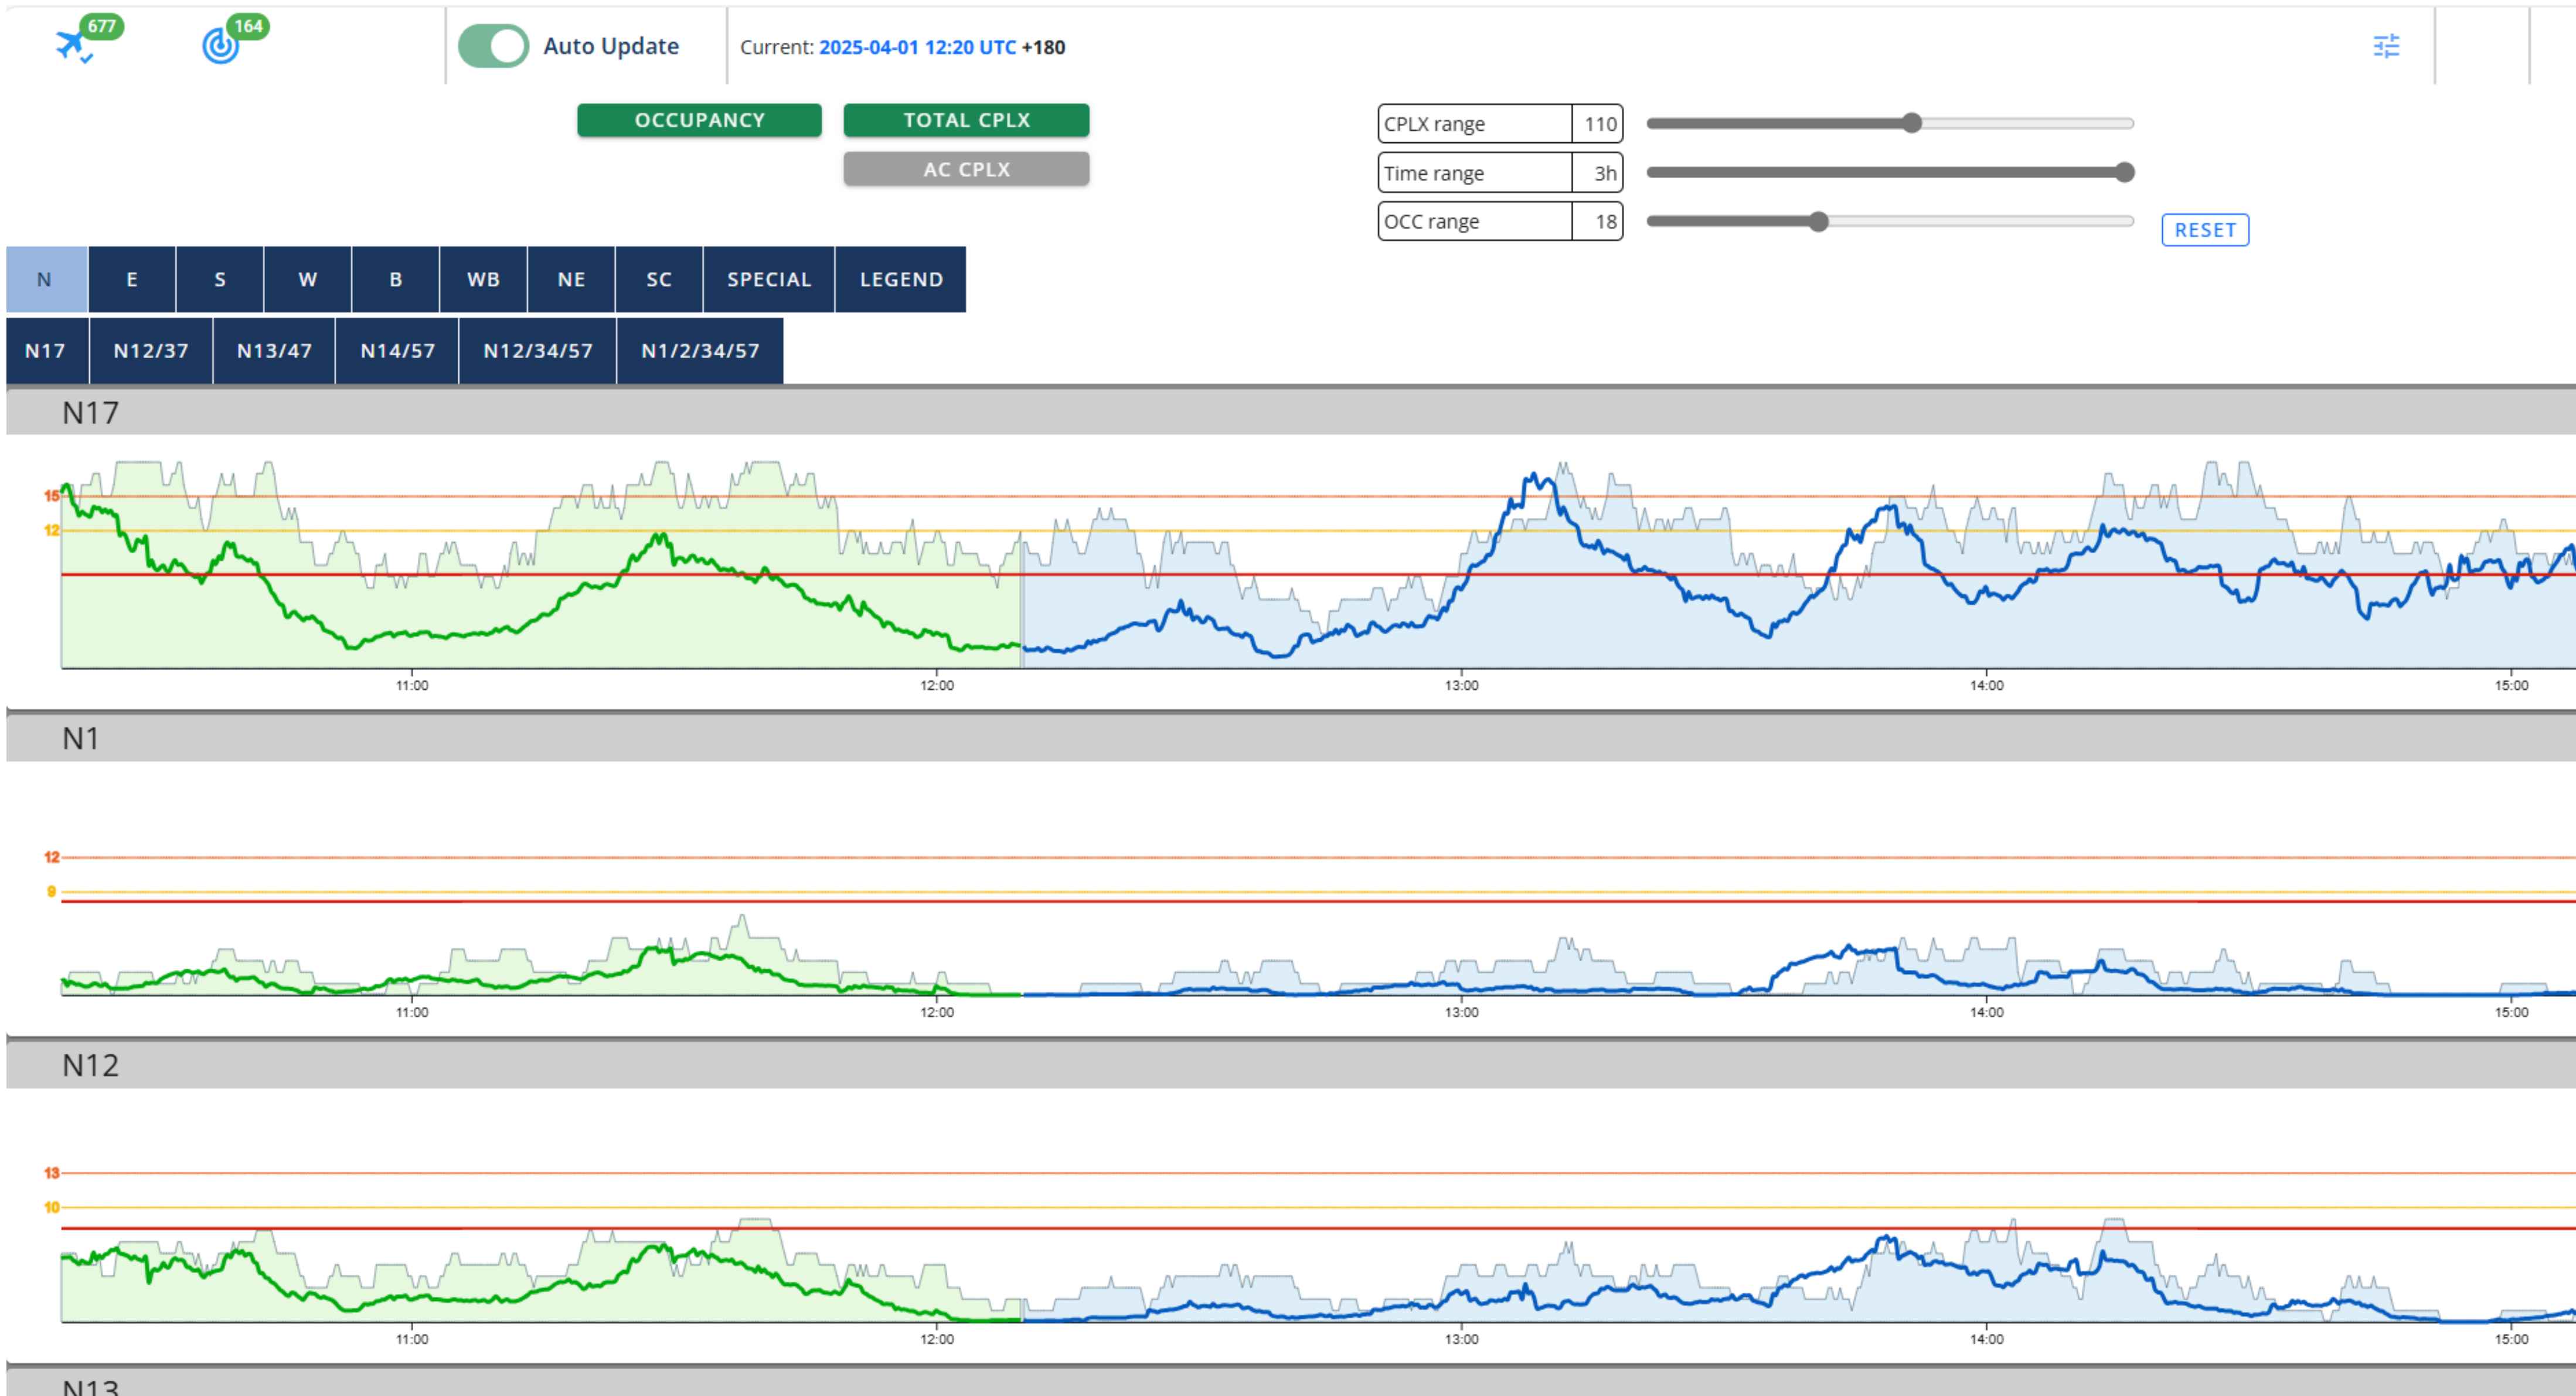 677 164 Auto Update Current: 2025-04-01 12:20 UTC +180
OCCUPANCY TOTAL CPLX
AC CPLX
CPLX range 110
Time range 3h
OCC range 18
RESET
N E S W B WB NE SC SPECIAL LEGEND
N17 N12/37 N13/47 N14/57 N12/34/57 N1/2/34/57
N17
15
12
11:00 12:00 13:00 14:00 15:00
N1
12
9
11:00 12:00 13:00 14:00 15:00
N12
13
10
11:00 12:00 13:00 14:00 15:00
N13